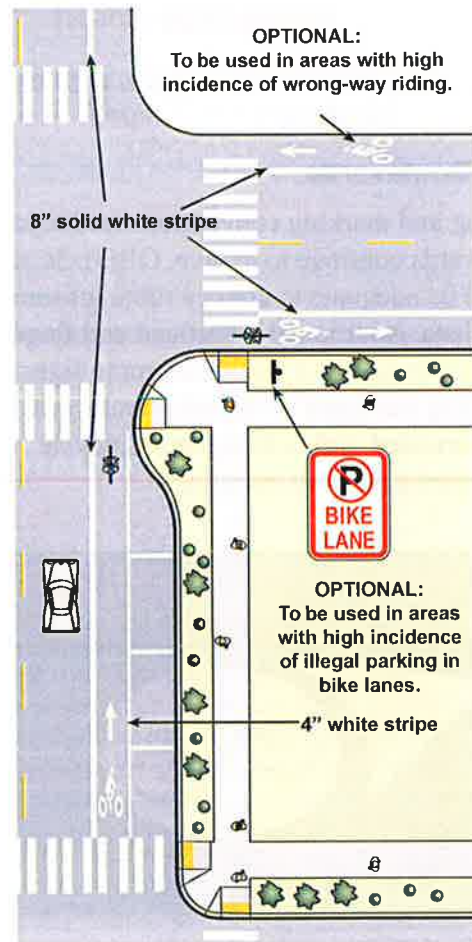 OPTIONAL:
To be used in areas with high
incidence of wrong-way riding.
8” solid white stripe
P
BIKE
LANE
OPTIONAL:
To be used in areas
with high incidence
of illegal parking in
bike lanes.
4” white stripe